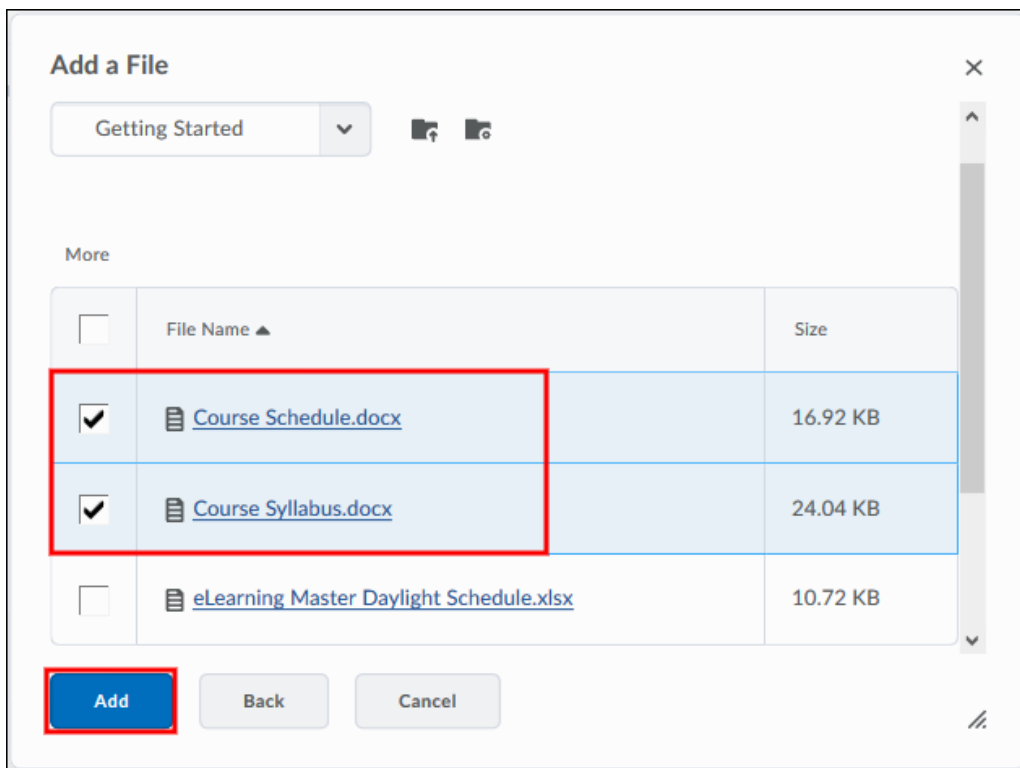 Add a File
Getting Started
More
File Name Size
Course Schedule.docx 16.92 KB
Course Syllabus.docx 24.04 KB
eLearning Master Daylight Schedule.xlsx 10.72 KB
Add Back Cancel